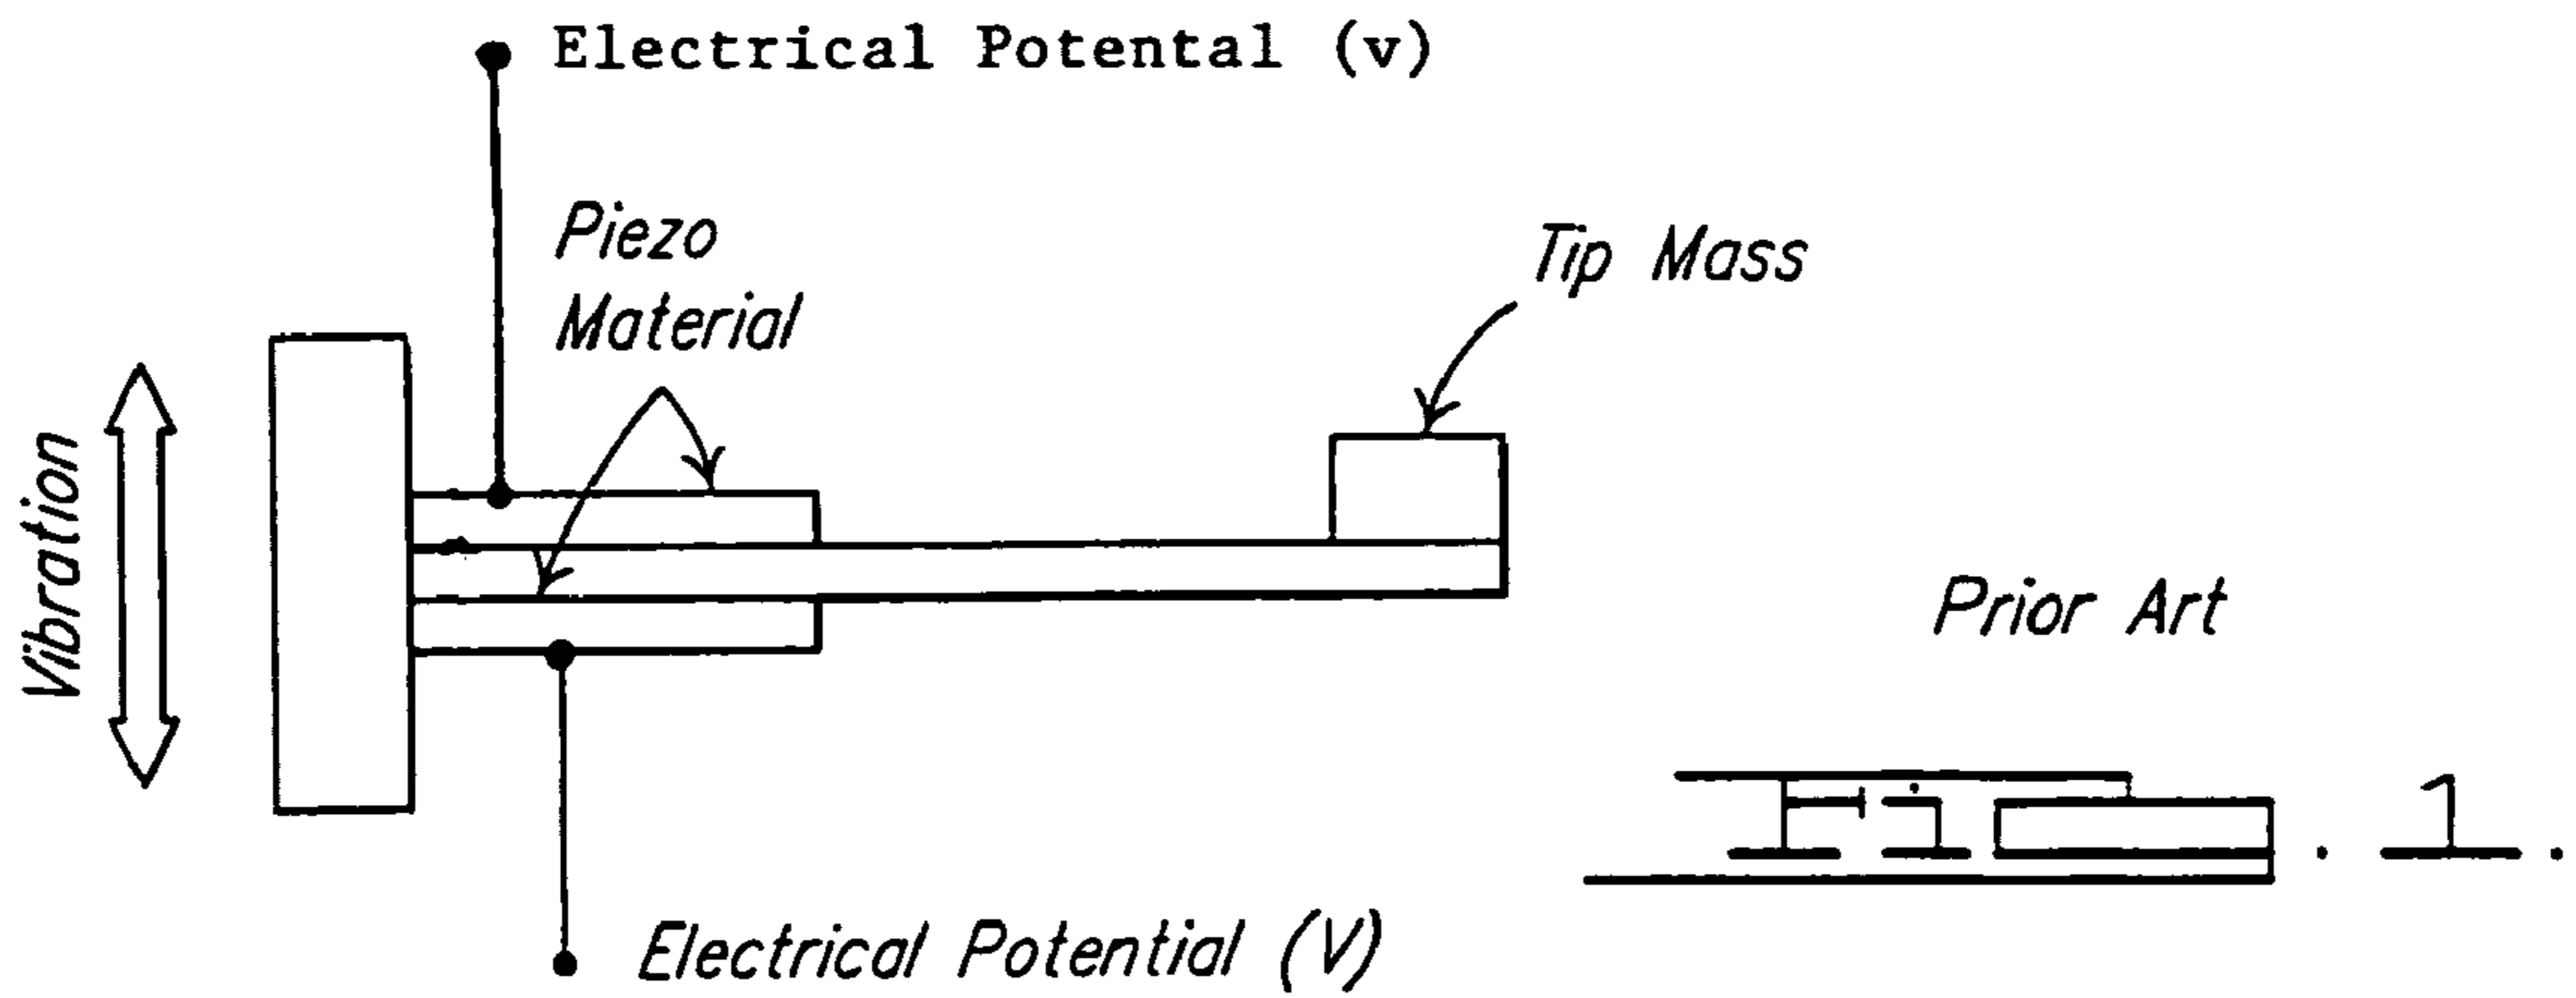 Electrical Potental (v)
Piezo
Material
Tip Mass
Vibration
Prior Art
Fig. 1.
Electrical Potential (V)